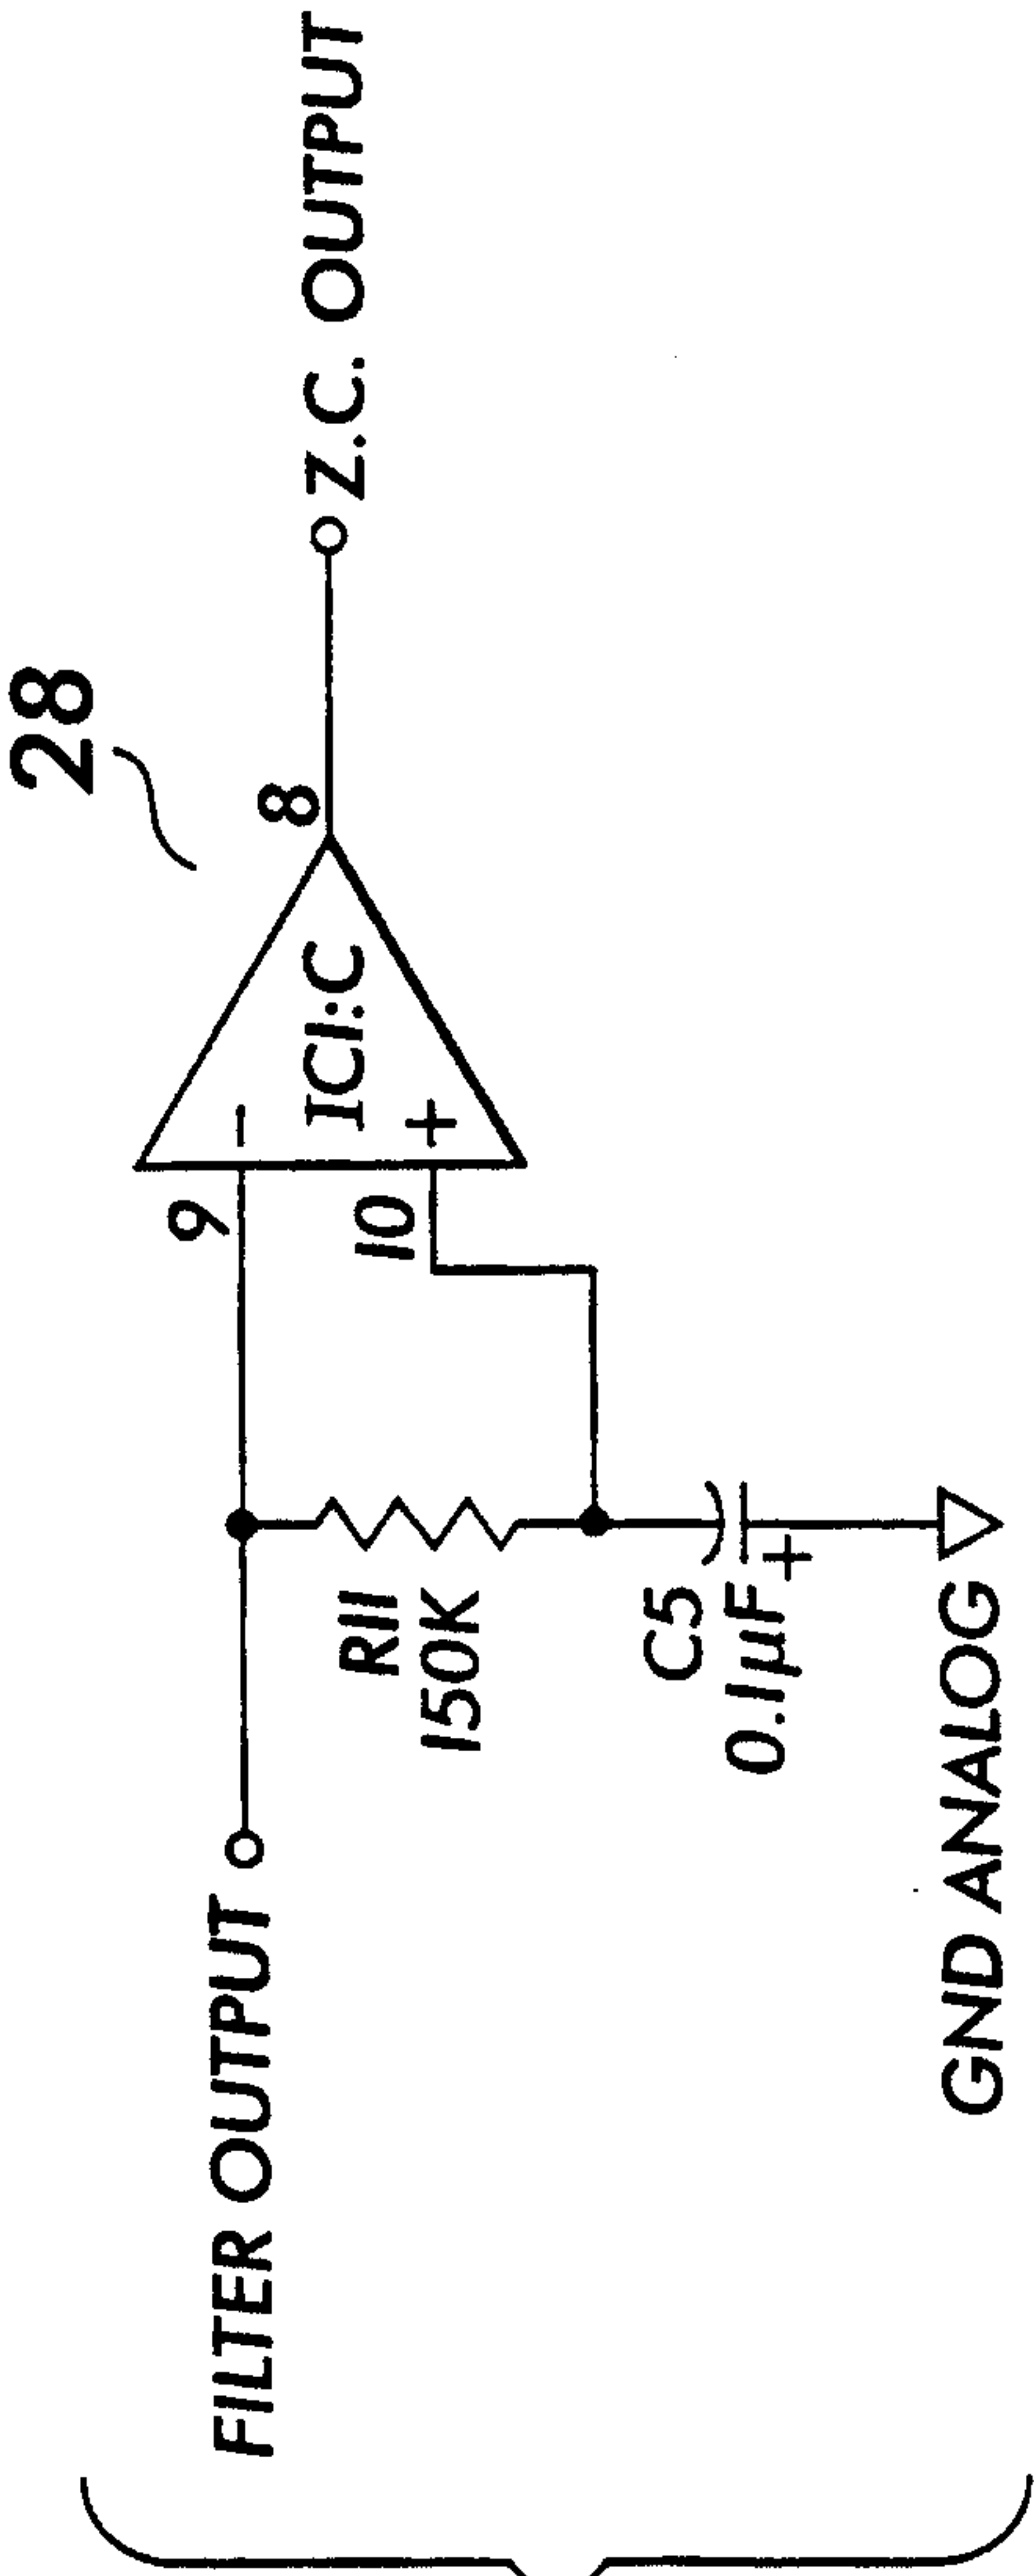 28
FILTER OUTPUT
9
-
IC1:C
8
Z.C. OUTPUT
10
+
R11
150K
C5
0.1µF
+
GND ANALOG